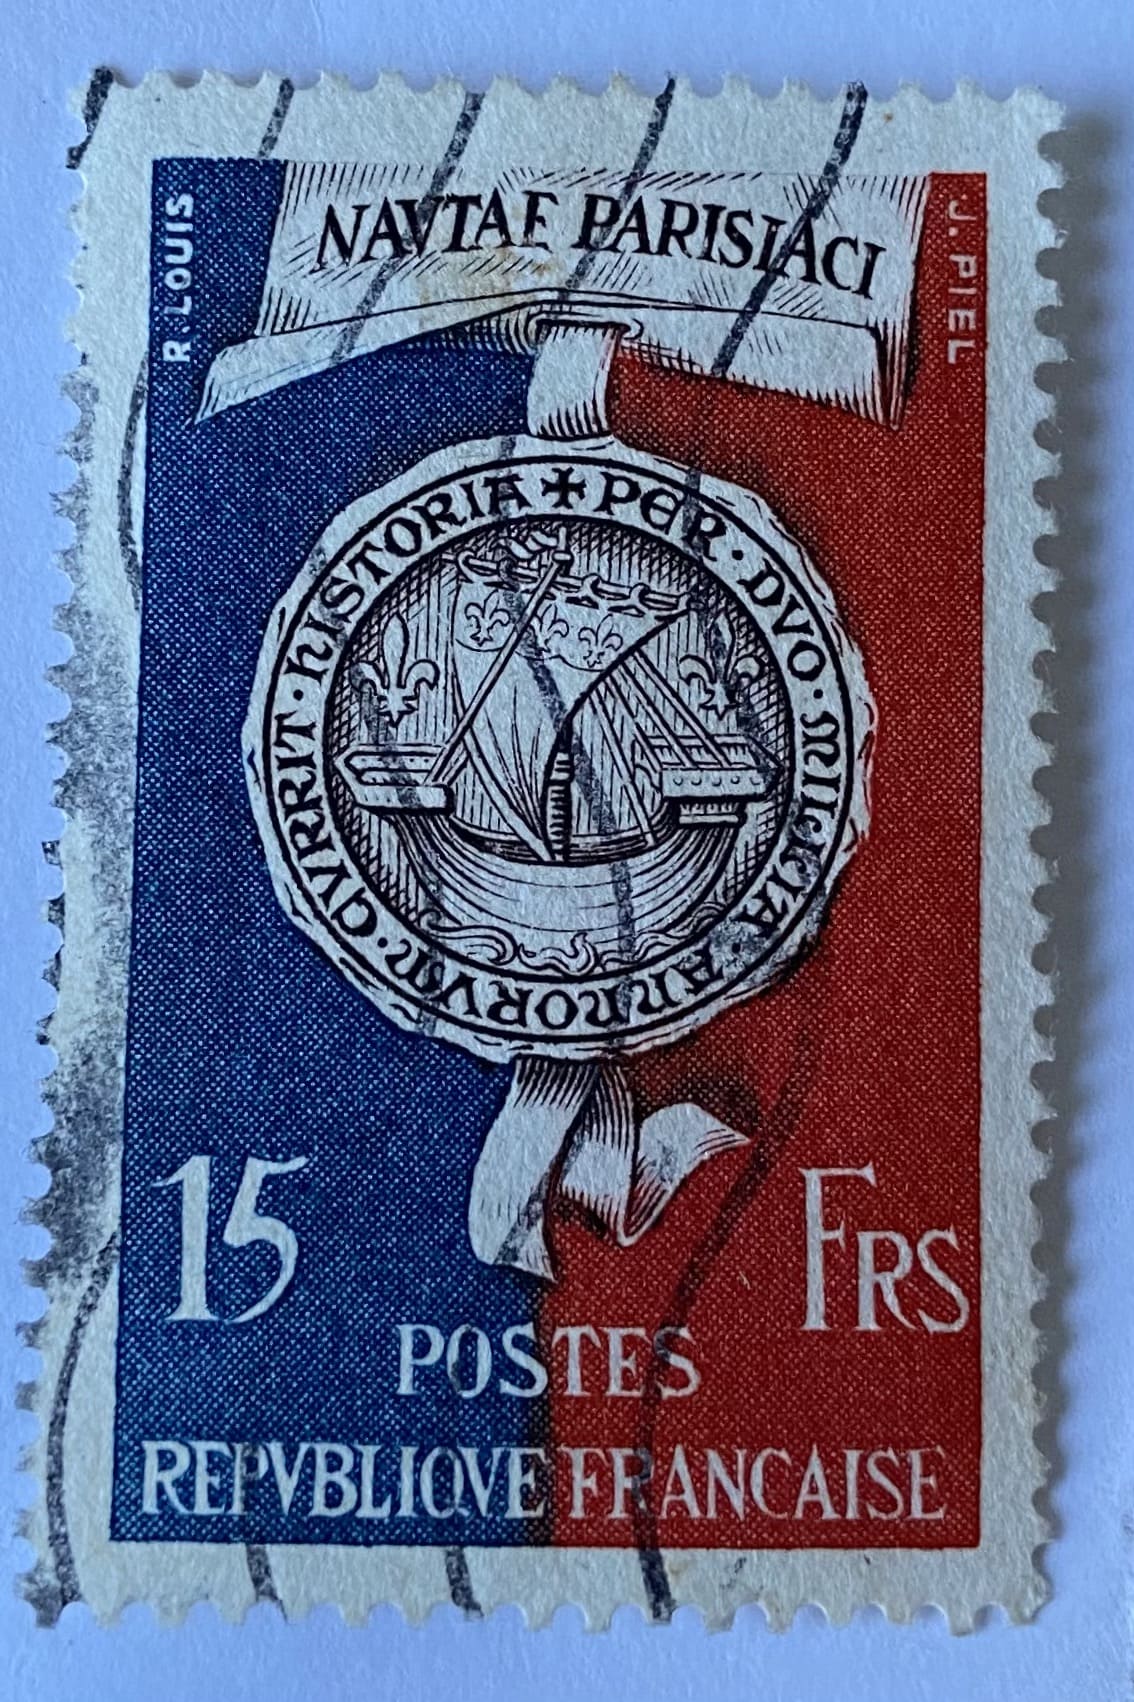 NAVTAE PARISIACI
R. LOUIS
J. PIEL
✠ PER · DVO · MILLIA · ANNORVM · CVRRIT · HISTORIA
15 FRS
POSTES
REPVBLIQVE FRANCAISE